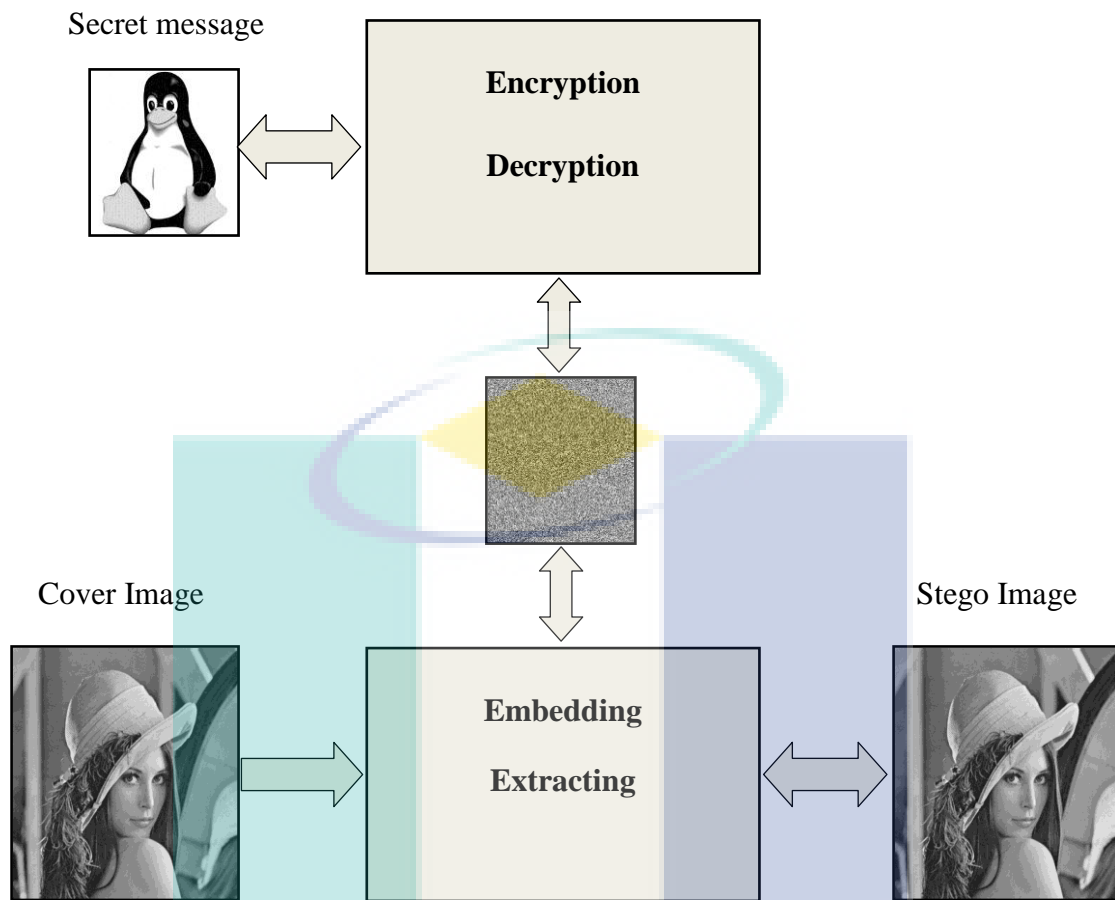 Secret message
Encryption
Decryption
Cover Image
Stego Image
Embedding
Extracting